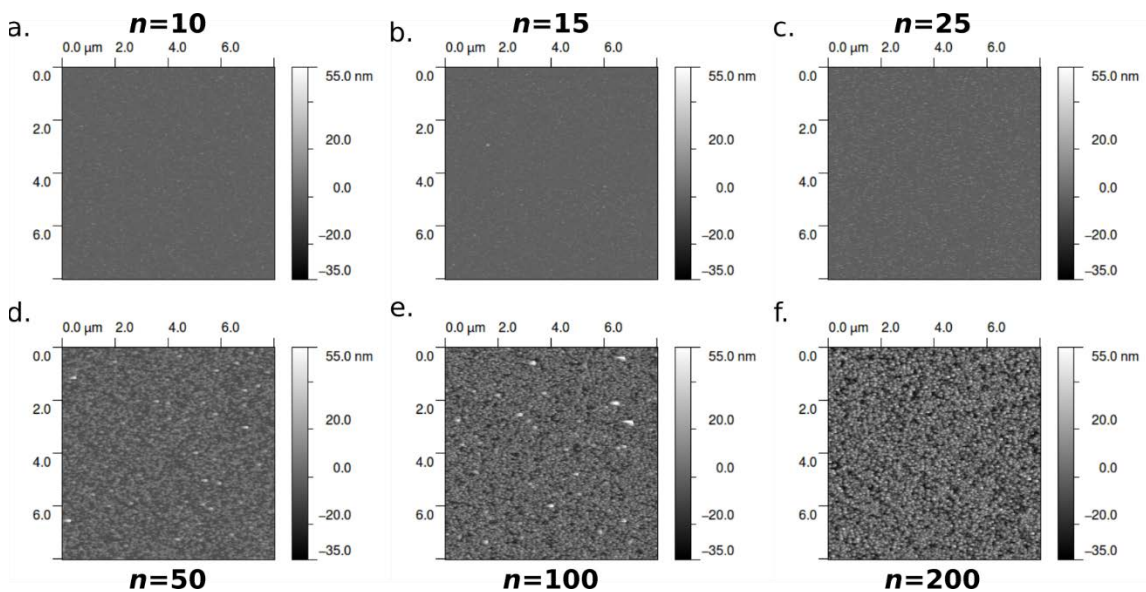 n=10 n=15 n=25
a. b. c.
0.0 µm 2.0 4.0 6.0 0.0 µm 2.0 4.0 6.0 0.0 µm 2.0 4.0 6.0
0.0 55.0 nm 0.0 55.0 nm 0.0 55.0 nm
2.0 20.0 2.0 20.0 2.0 20.0
4.0 0.0 4.0 0.0 4.0 0.0
6.0 −20.0 6.0 −20.0 6.0 −20.0
−35.0 −35.0 −35.0
d. e. f.
0.0 µm 2.0 4.0 6.0 0.0 µm 2.0 4.0 6.0 0.0 µm 2.0 4.0 6.0
0.0 55.0 nm 0.0 55.0 nm 0.0 55.0 nm
2.0 20.0 2.0 20.0 2.0 20.0
4.0 0.0 4.0 0.0 4.0 0.0
6.0 −20.0 6.0 −20.0 6.0 −20.0
−35.0 −35.0 −35.0
n=50 n=100 n=200